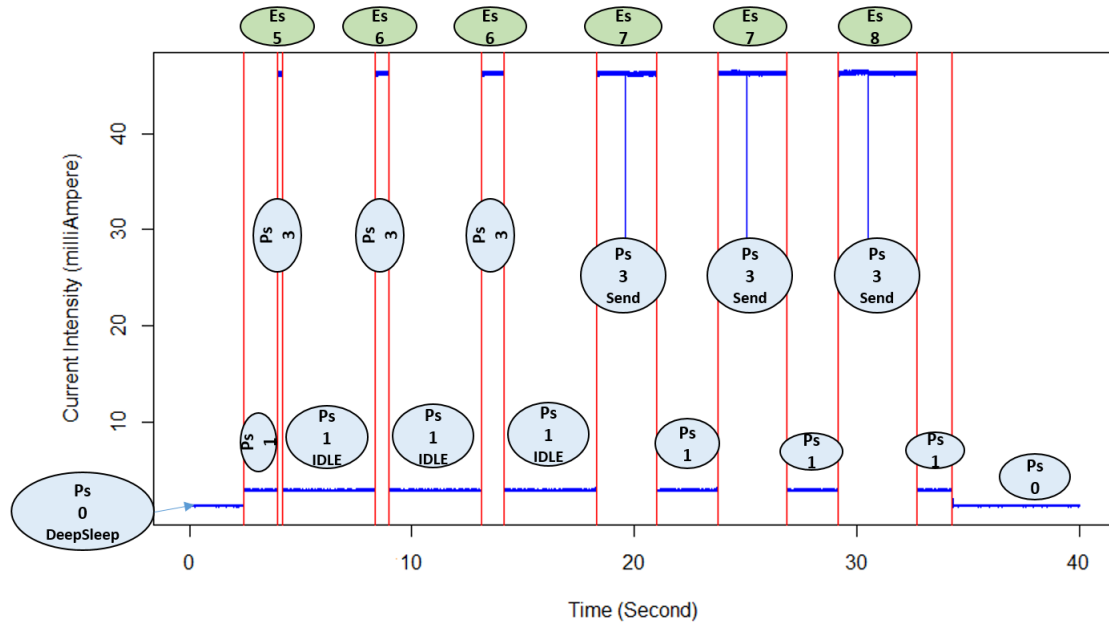 Es
5
Es
6
Es
6
Es
7
Es
7
Es
8
Current Intensity (milli Ampere)
40
30
20
10
Ps
3
Ps
3
Ps
3
Ps
3
Send
Ps
3
Send
Ps
3
Send
Ps
1
Ps
1
IDLE
Ps
1
IDLE
Ps
1
IDLE
Ps
1
Ps
1
Ps
1
Ps
0
Ps
0
DeepSleep
0
10
20
30
40
Time (Second)